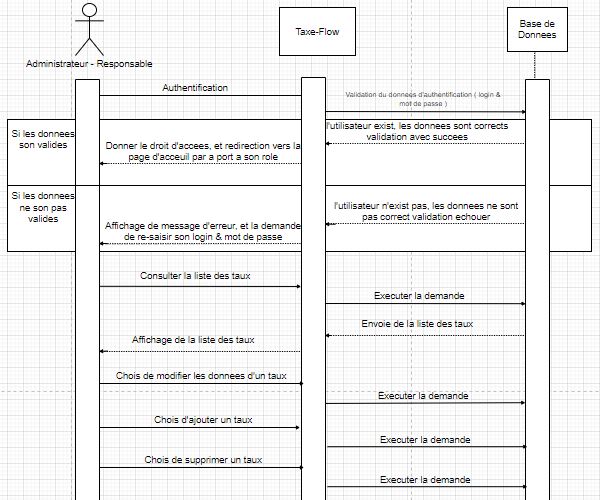 Administrateur - Responsable
Taxe-Flow
Base de
Donnees
Authentification
Validation du donnees d'authentification ( login &
mot de passe )
Si les donnees
son valides
l'utilisateur exist, les donnees sont corrects
validation avec succees
Donner le droit d'accees, et redirection vers la
page d'acceuil par a port a son role
Si les donnees
ne son pas
valides
l'utilisateur n'exist pas, les donnees ne sont
pas correct validation echouer
Affichage de message d'erreur, et la demande
de re-saisir son login & mot de passe
Consulter la liste des taux
Executer la demande
Envoie de la liste des taux
Affichage de la liste des taux
Chois de modifier les donnees d'un taux
Executer la demande
Chois d'ajouter un taux
Executer la demande
Chois de supprimer un taux
Executer la demande